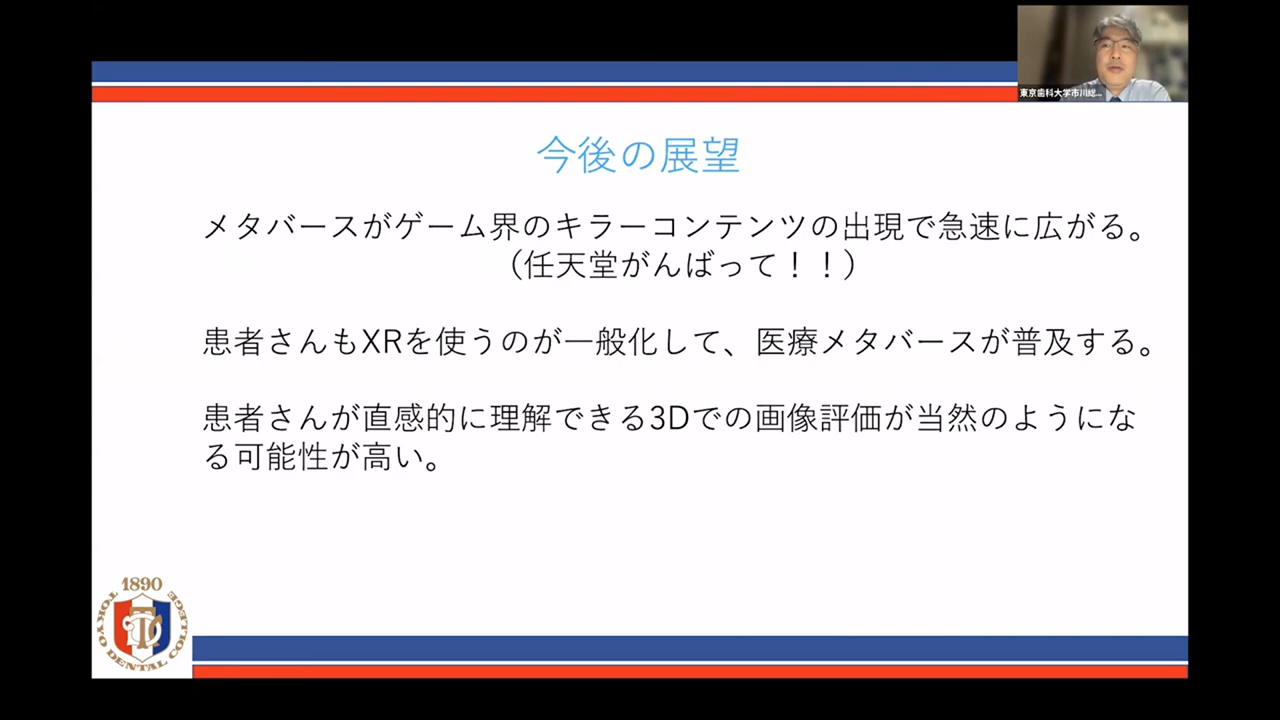 東京歯科大学市川総...
今後の展望
メタバースがゲーム界のキラーコンテンツの出現で急速に広がる。
（任天堂がんばって！！）
患者さんもXRを使うのが一般化して、医療メタバースが普及する。
患者さんが直感的に理解できる3Dでの画像評価が当然のようにな
る可能性が高い。
1890
TOKYO DENTAL COLLEGE